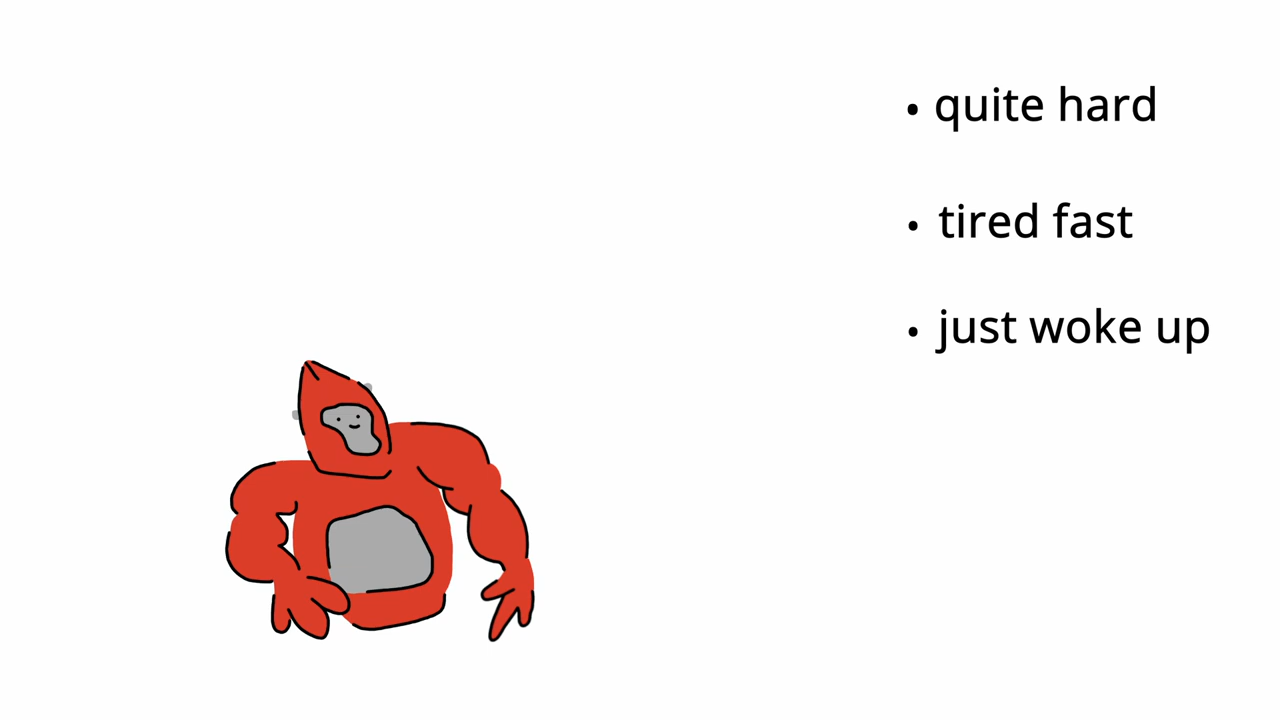 • quite hard
• tired fast
• just woke up